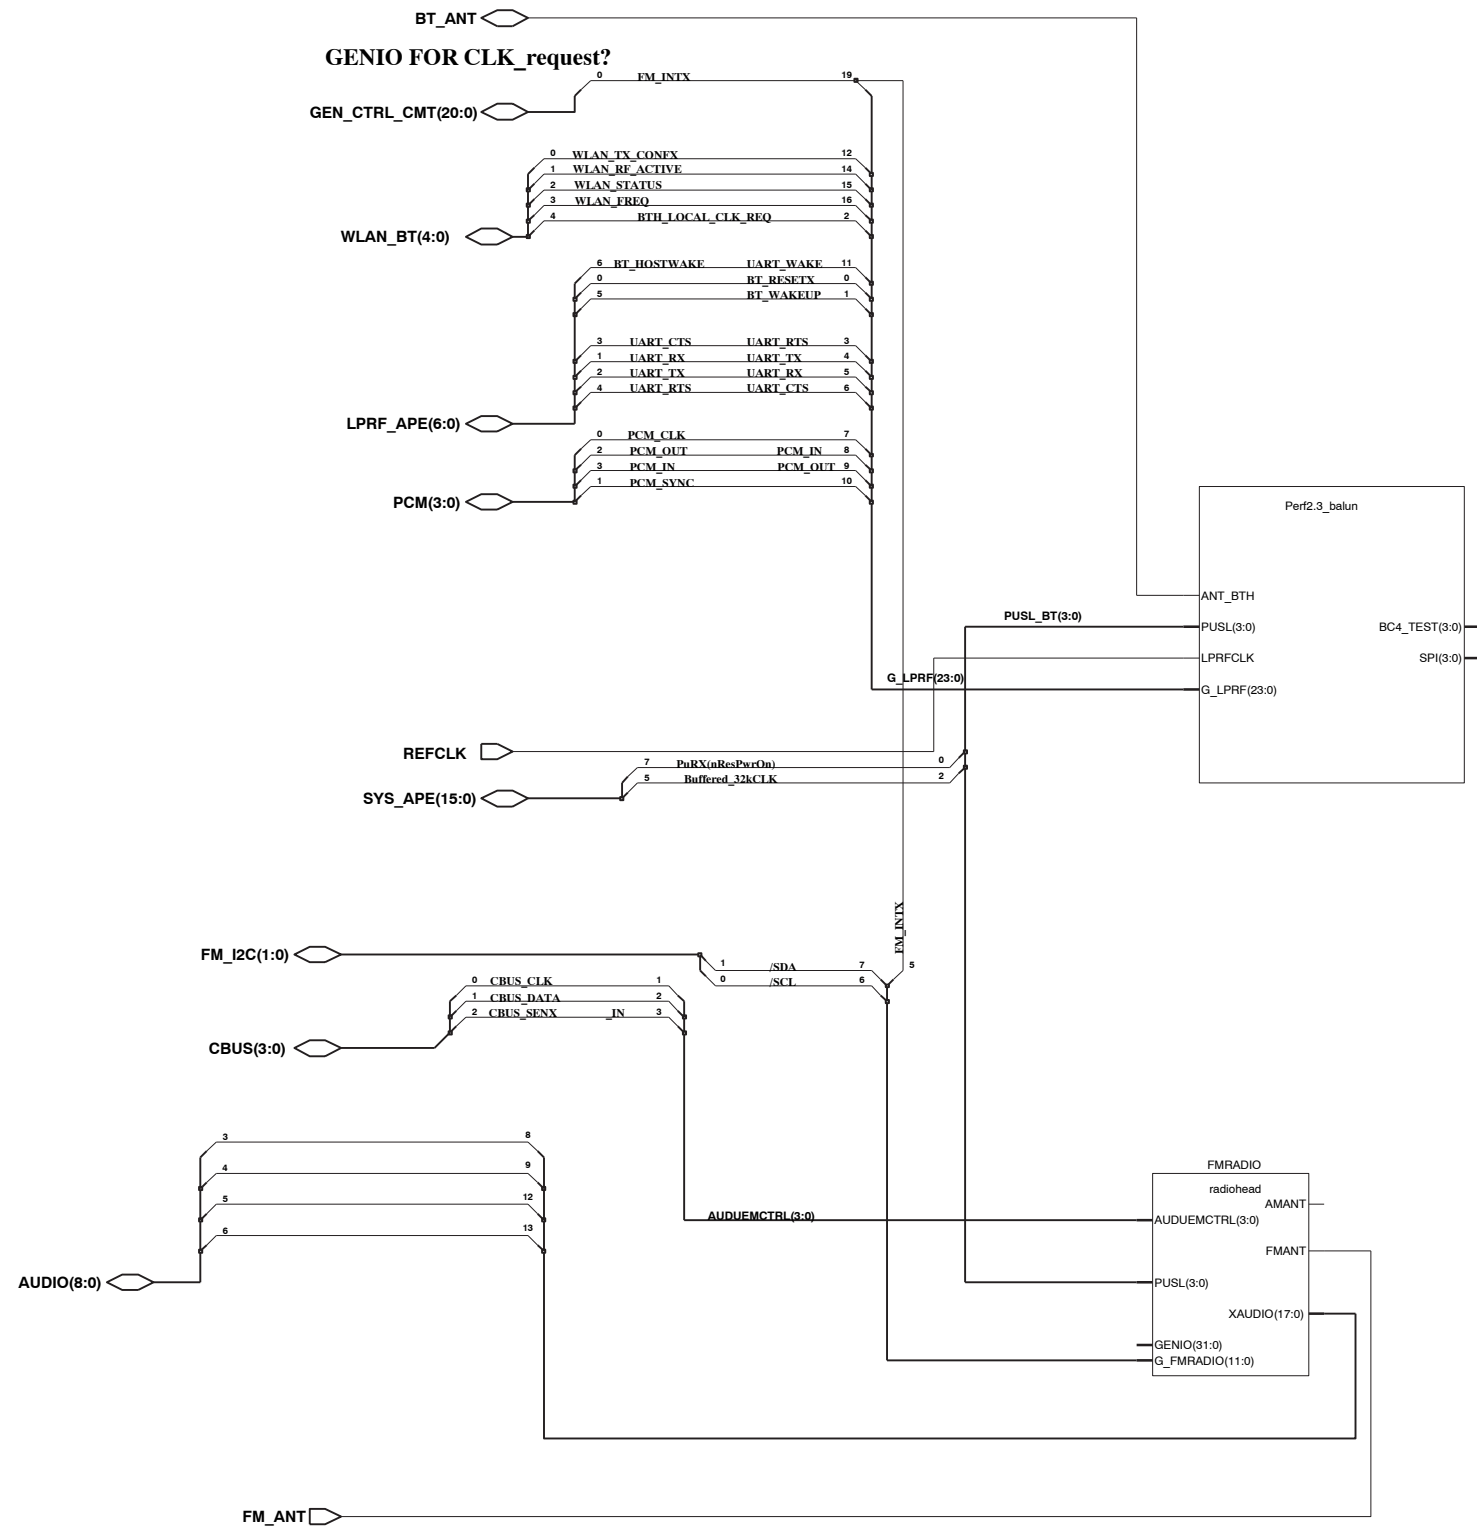 BT_ANT
GENIO FOR CLK_request?
0 FM_INTX 19
GEN_CTRL_CMT(20:0)
0 WLAN_TX_CONFX 12
1 WLAN_RF_ACTIVE 14
2 WLAN_STATUS 15
3 WLAN_FREQ 16
4 BTH_LOCAL_CLK_REQ 2
WLAN_BT(4:0)
6 BT_HOSTWAKE UART_WAKE 11
0 BT_RESETX 0
5 BT_WAKEUP 1
3 UART_CTS UART_RTS 3
1 UART_RX UART_TX 4
2 UART_TX UART_RX 5
4 UART_RTS UART_CTS 6
LPRF_APE(6:0)
0 PCM_CLK 7
2 PCM_OUT PCM_IN 8
3 PCM_IN PCM_OUT 9
1 PCM_SYNC 10
PCM(3:0)
Perf2.3_balun
ANT_BTH
PUSL_BT(3:0)
PUSL(3:0) BC4_TEST(3:0)
LPRFCLK SPI(3:0)
G_LPRF(23:0)
G_LPRF(23:0)
REFCLK
7 PuRX(nResPwrOn) 0
5 Buffered_32kCLK 2
SYS_APE(15:0)
FM_INTX
FM_I2C(1:0)
1 /SDA 7 5
0 /SCL 6
0 CBUS_CLK 1
1 CBUS_DATA 2
2 CBUS_SENX _IN 3
CBUS(3:0)
3 8
4 9
5 12
6 13
AUDIO(8:0)
FMRADIO
radiohead
AMANT
AUDUEMCTRL(3:0)
AUDUEMCTRL(3:0)
FMANT
PUSL(3:0)
XAUDIO(17:0)
GENIO(31:0)
G_FMRADIO(11:0)
FM_ANT